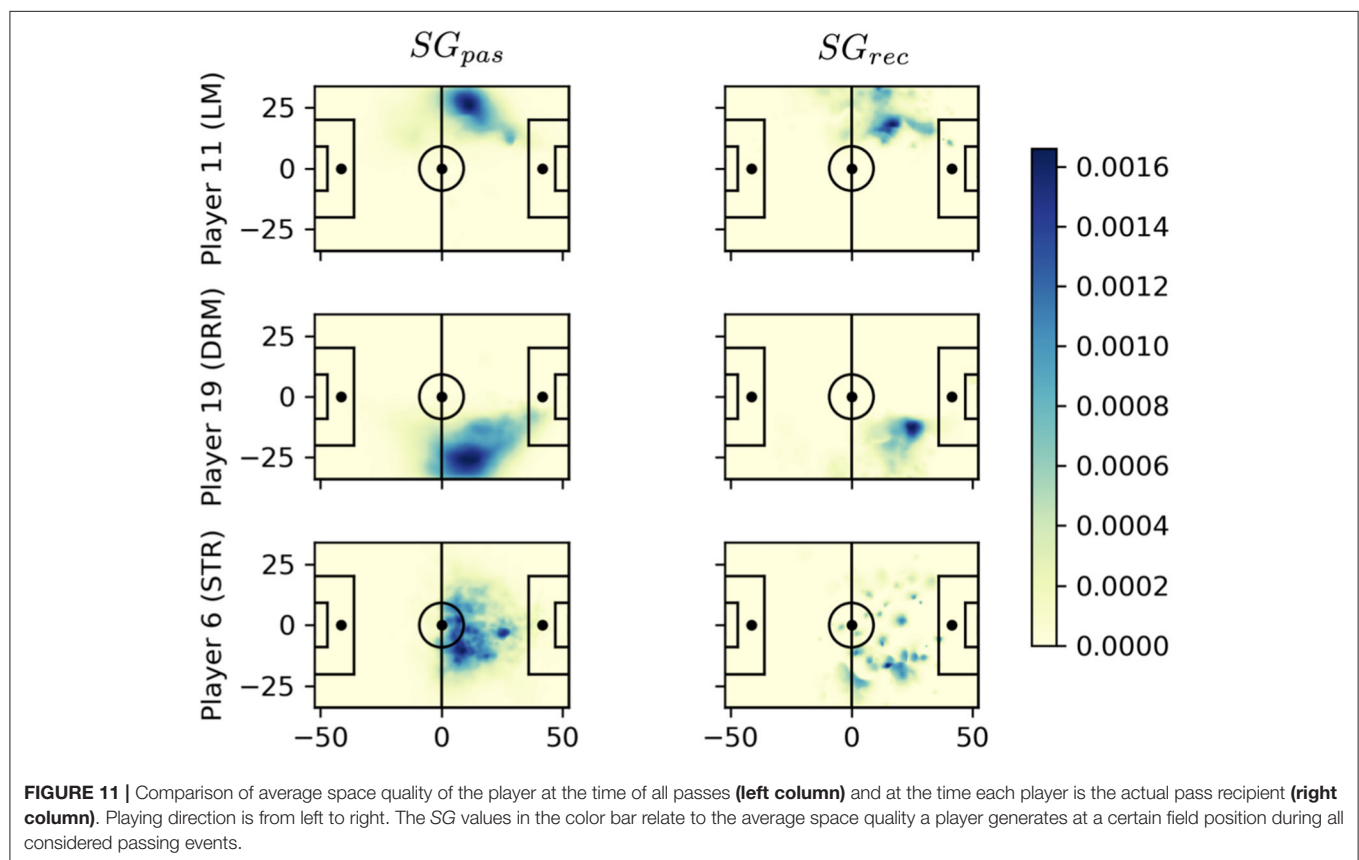 SG_pas SG_rec
Player 11 (LM)
25
0
−25
Player 19 (DRM)
25
0
−25
Player 6 (STR)
25
0
−25
−50 0 50
−50 0 50
0.0016
0.0014
0.0012
0.0010
0.0008
0.0006
0.0004
0.0002
0.0000
FIGURE 11 | Comparison of average space quality of the player at the time of all passes (left column) and at the time each player is the actual pass recipient (right
column). Playing direction is from left to right. The SG values in the color bar relate to the average space quality a player generates at a certain field position during all
considered passing events.